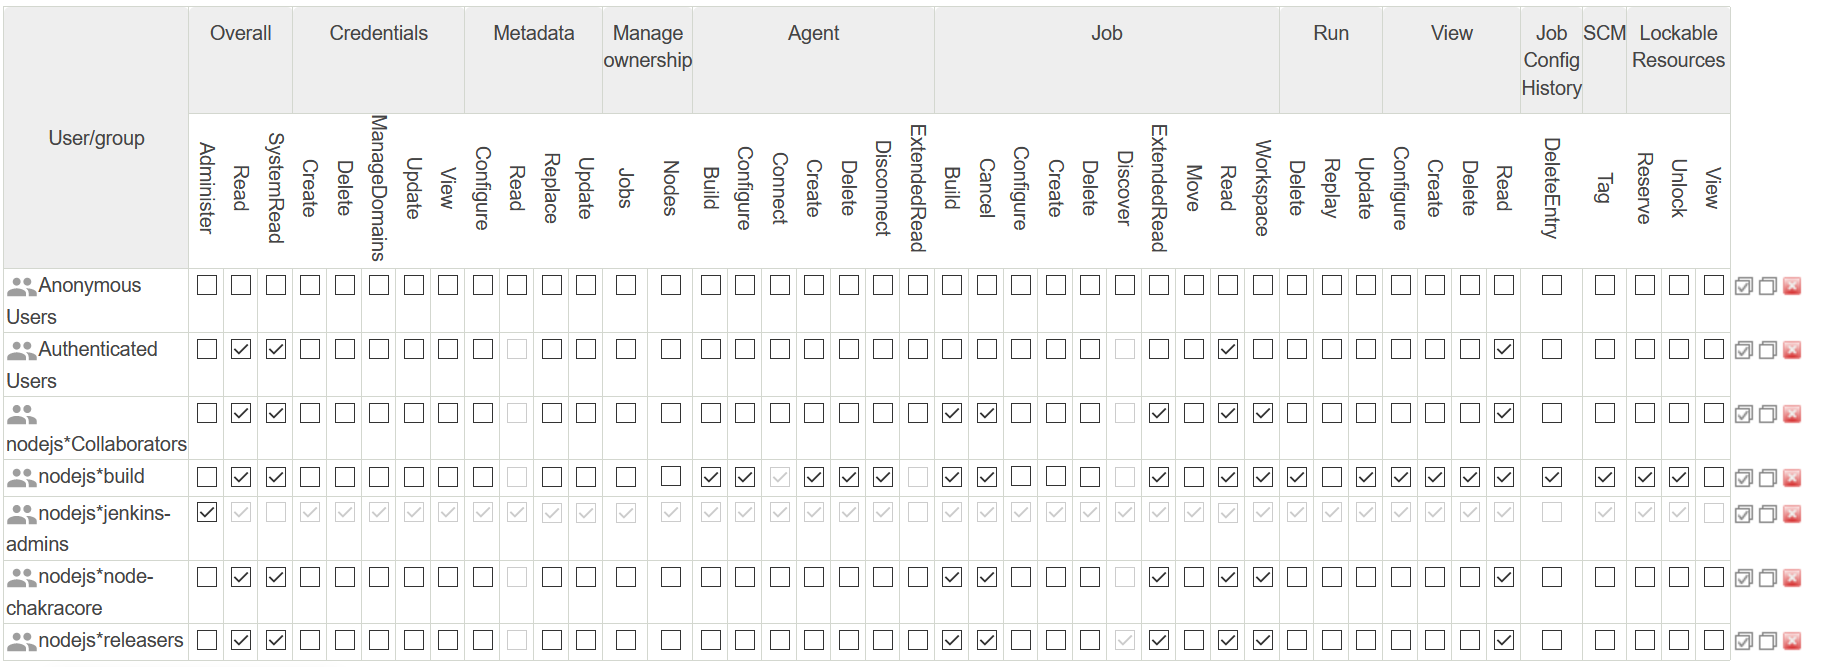 User/group
Overall
Credentials
Metadata
Manage
ownership
Agent
Job
Run
View
Job
Config
History
SCM
Lockable
Resources
Administer
Read
SystemRead
Create
Delete
ManageDomains
Update
View
Configure
Read
Replace
Update
Jobs
Nodes
Build
Configure
Connect
Create
Delete
Disconnect
ExtendedRead
Build
Cancel
Configure
Create
Delete
Discover
ExtendedRead
Move
Read
Workspace
Delete
Replay
Update
Configure
Create
Delete
Read
DeleteEntry
Tag
Reserve
Unlock
View
Anonymous
Users
Authenticated
Users
nodejs*Collaborators
nodejs*build
nodejs*jenkins-
admins
nodejs*node-
chakracore
nodejs*releasers